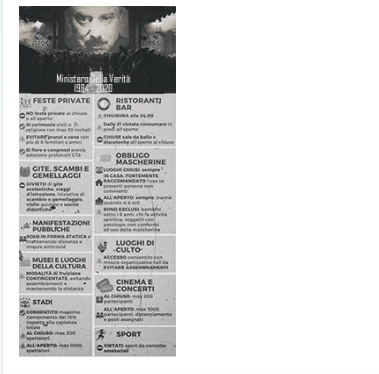 Ministero della Verità
1984 - 2020
FESTE PRIVATE
NO feste private al chiuso
e all'aperto
SI cerimonie civili o
religiose con max 30 invitati
EVITARE pranzi e cene con
più di 6 familiari o amici
SI fiere e congressi previa
adozione protocolli CTS
GITE, SCAMBI E
GEMELLAGGI
DIVIETO di gite
scolastiche, viaggi
d'istruzione, iniziative di
scambio e gemellaggio,
visite guidate e uscite
didattiche
MANIFESTAZIONI
PUBBLICHE
SOLO IN FORMA STATICA e
mantenendo distanza e
misure anticovid
MUSEI E LUOGHI
DELLA CULTURA
MODALITÀ di fruizione
CONTINGENTATE, evitando
assembramenti e
mantenendo la distanza
STADI
CONSENTITO massimo
riempimento del 15%
rispetto alla capienza
totale
AL CHIUSO: max 200
spettatori
ALL'APERTO: max 1000
spettatori
RISTORANTI
BAR
CHIUSURA alle 24.00
Dalle 21 vietato consumare in
piedi all'aperto
CHIUSE sale da ballo e
discoteche all'aperto e al chiuso
OBBLIGO
MASCHERINE
LUOGHI CHIUSI: sempre
IN CASA: FORTEMENTE
RACCOMANDATO l'uso se
presenti persone non
conviventi
ALL'APERTO: sempre, tranne
quando si è soli
SONO ESCLUSI: bambini
sotto i 6 anni, chi fa attività
sportiva, soggetti con
patologie non conformi
all'uso della mascherina
LUOGHI DI
CULTO
ACCESSO consentito con
misure organizzative tali da
EVITARE ASSEMBRAMENTI
CINEMA E
CONCERTI
AL CHIUSO: max 200
partecipanti
ALL'APERTO: max 1000
partecipanti, distanziamento
e posti assegnati
SPORT
VIETATI: sport da contatto
amatoriali